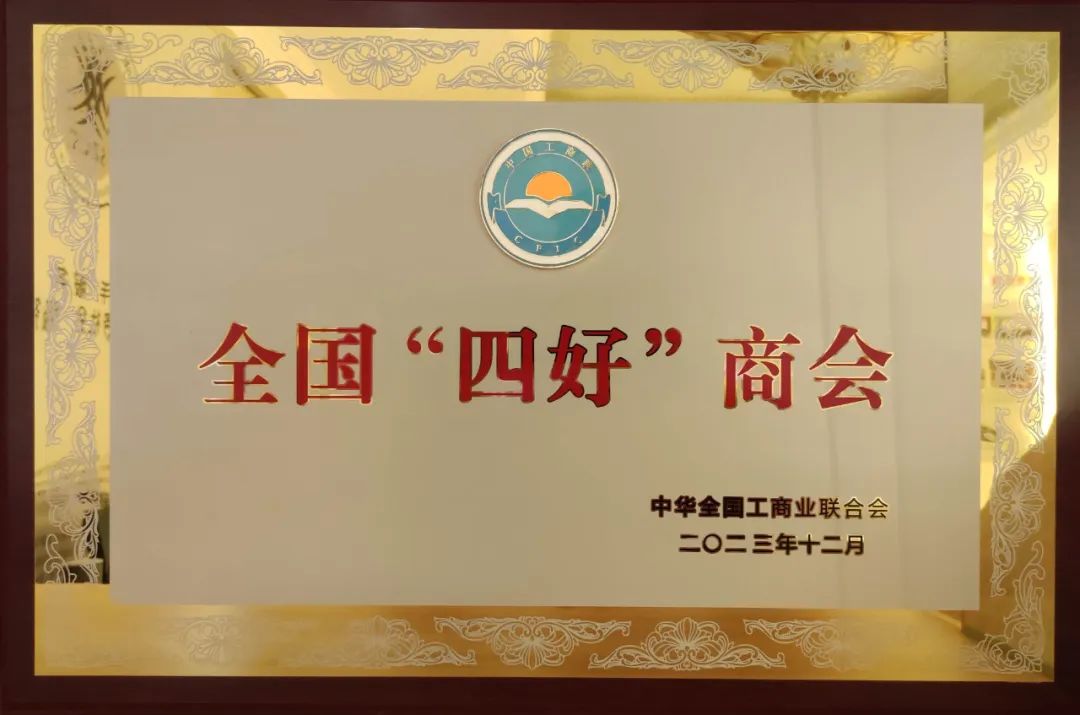 中国工商联
全国“四好”商会
中华全国工商业联合会
二〇二三年十二月